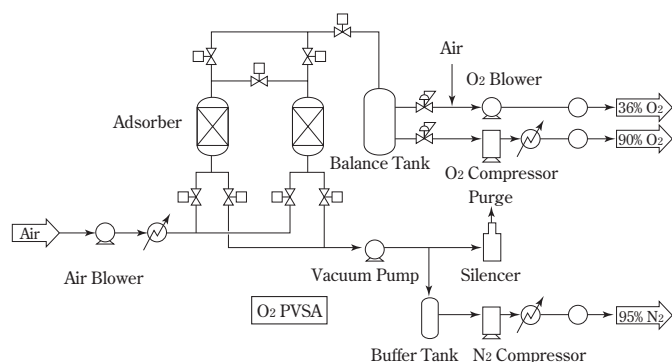 Air
O2 Blower
36% O2
Adsorber
90% O2
Balance Tank
O2 Compressor
Purge
Air
Air Blower
Vacuum Pump
Silencer
O2 PVSA
95% N2
Buffer Tank
N2 Compressor